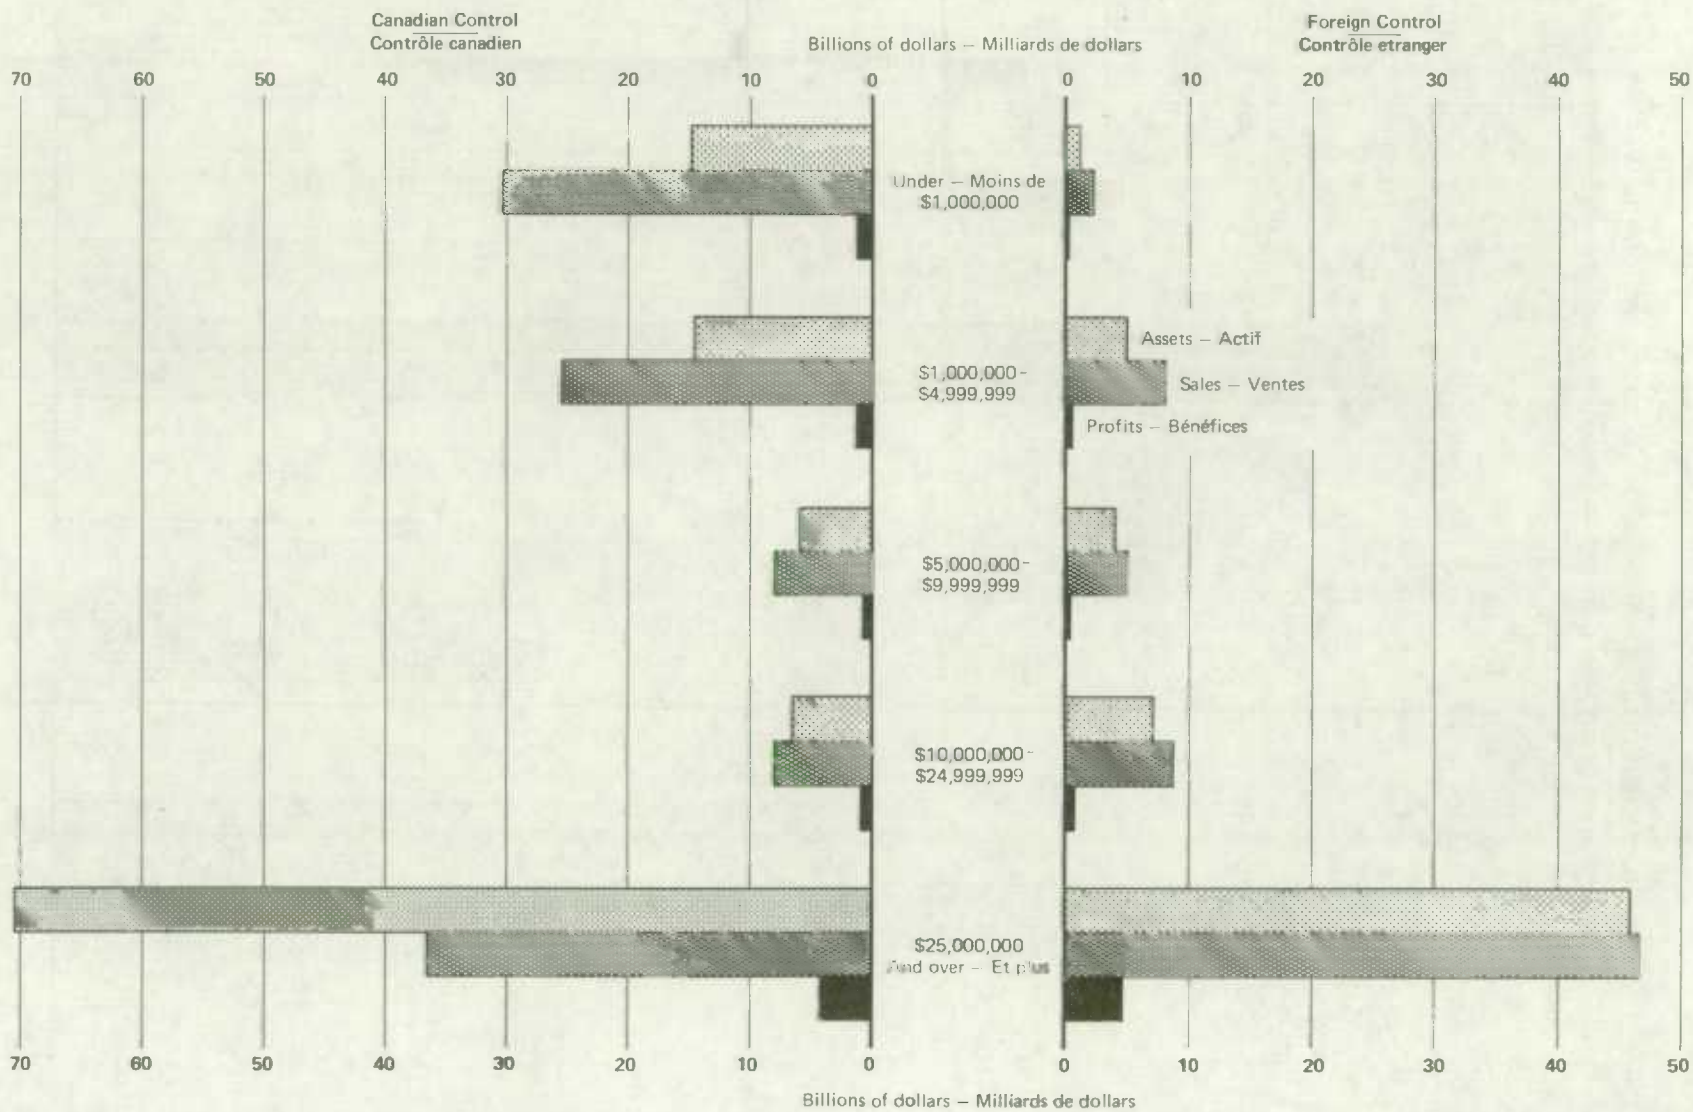 Canadian Control
Contrôle canadien
Billions of dollars — Milliards de dollars
Foreign Control
Contrôle etranger
70 60 50 40 30 20 10 0 0 10 20 30 40 50
Under — Moins de
$1,000,000
Assets — Actif
$1,000,000-
$4,999,999
Sales — Ventes
Profits — Bénéfices
$5,000,000-
$9,999,999
$10,000,000-
$24,999,999
$25,000,000
And over — Et plus
70 60 50 40 30 20 10 0 0 10 20 30 40 50
Billions of dollars — Milliards de dollars